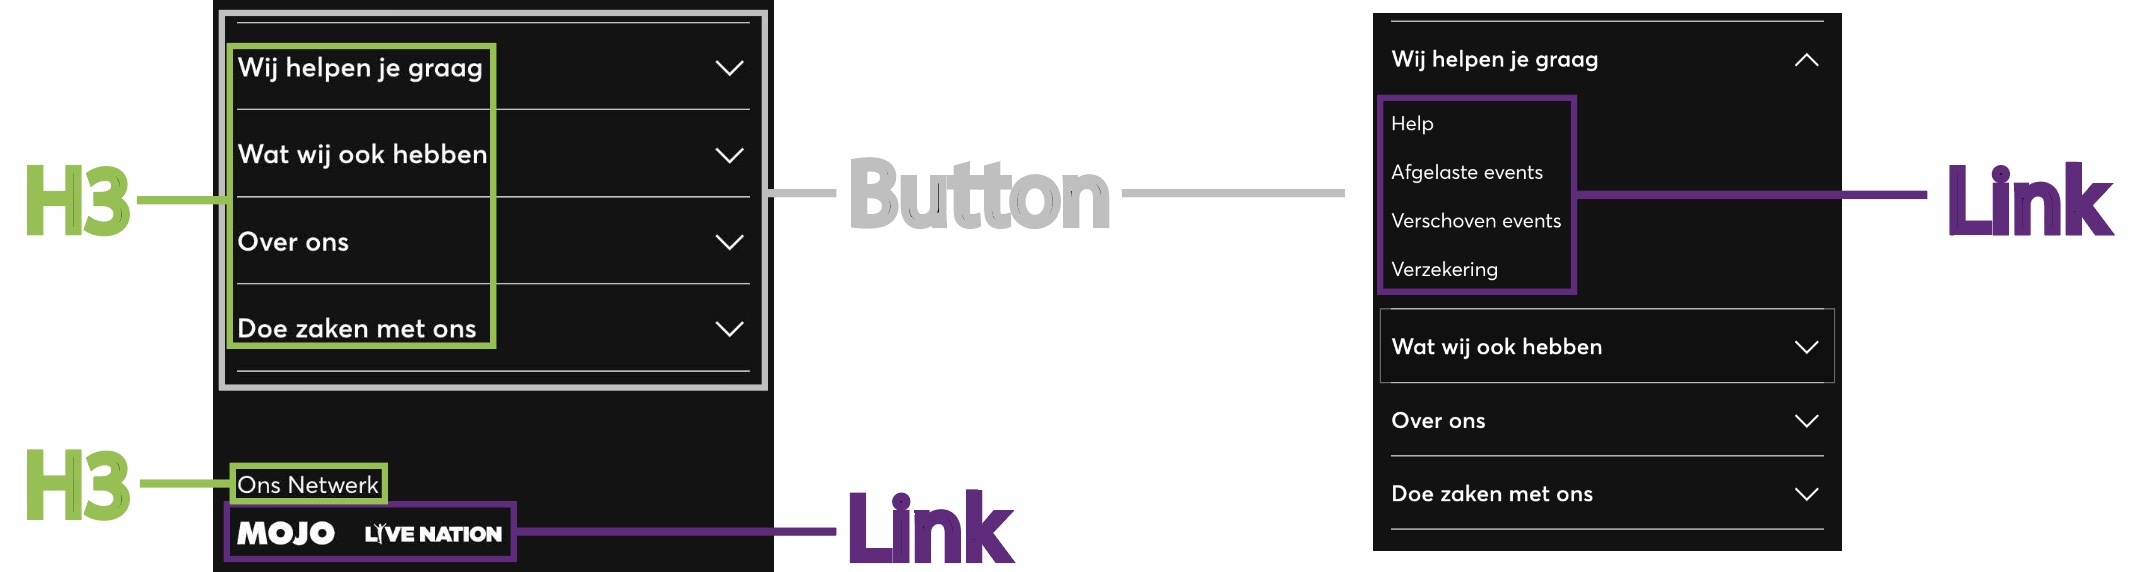 Wij helpen je graag
Wat wij ook hebben
Over ons
Doe zaken met ons
H3
Button
H3
Ons Netwerk
MOJO LIVE NATION
Link
Wij helpen je graag
Help
Afgelaste events
Verschoven events
Verzekering
Link
Wat wij ook hebben
Over ons
Doe zaken met ons